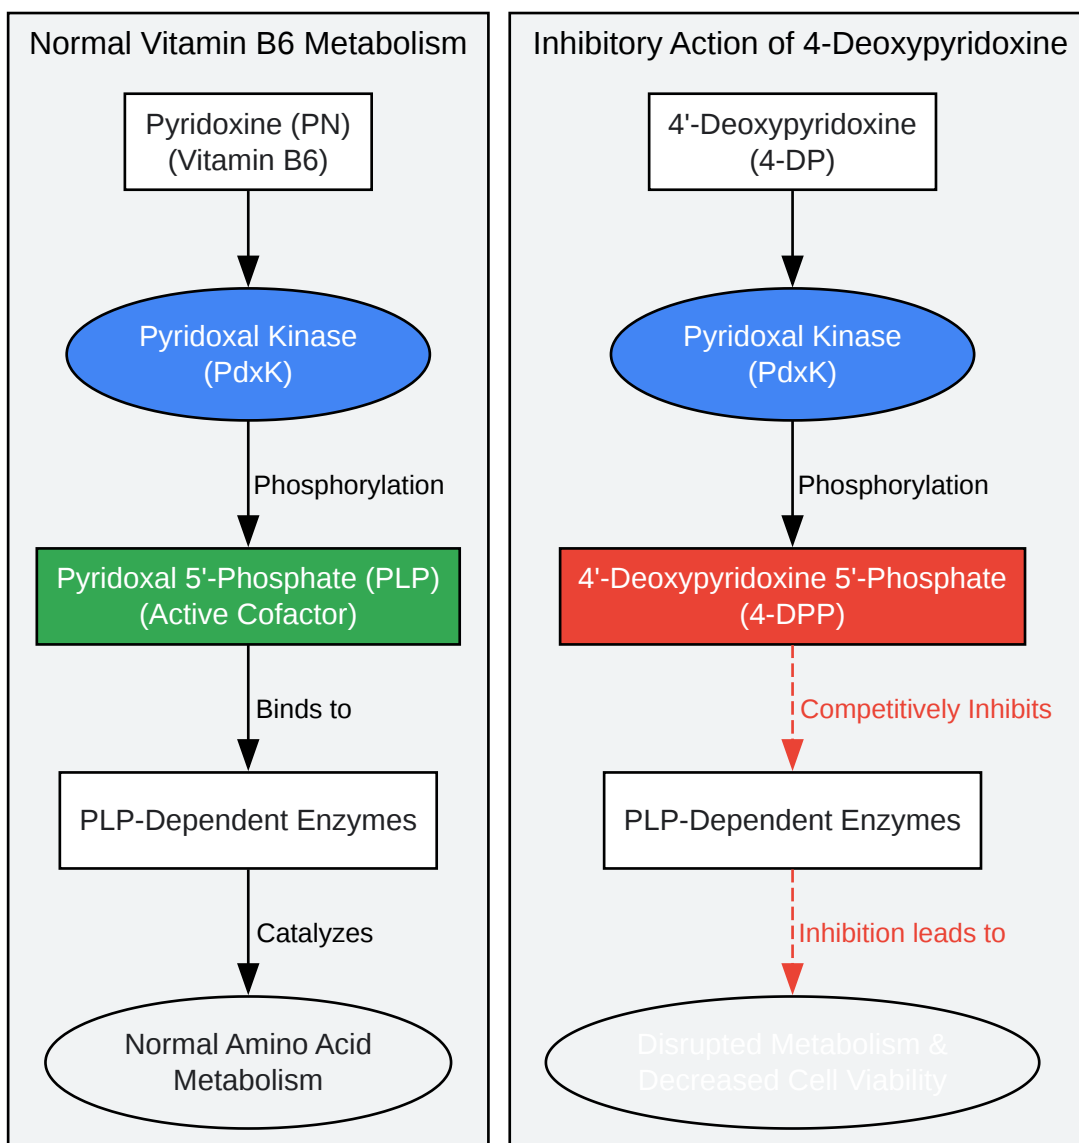 Normal Vitamin B6 Metabolism
Pyridoxine (PN)
(Vitamin B6)
Pyridoxal Kinase
(PdxK)
Phosphorylation
Pyridoxal 5'-Phosphate (PLP)
(Active Cofactor)
Binds to
PLP-Dependent Enzymes
Catalyzes
Normal Amino Acid
Metabolism
Inhibitory Action of 4-Deoxypyridoxine
4'-Deoxypyridoxine
(4-DP)
Pyridoxal Kinase
(PdxK)
Phosphorylation
4'-Deoxypyridoxine 5'-Phosphate
(4-DPP)
Competitively Inhibits
PLP-Dependent Enzymes
Inhibition leads to
Disrupted Metabolism &
Decreased Cell Viability